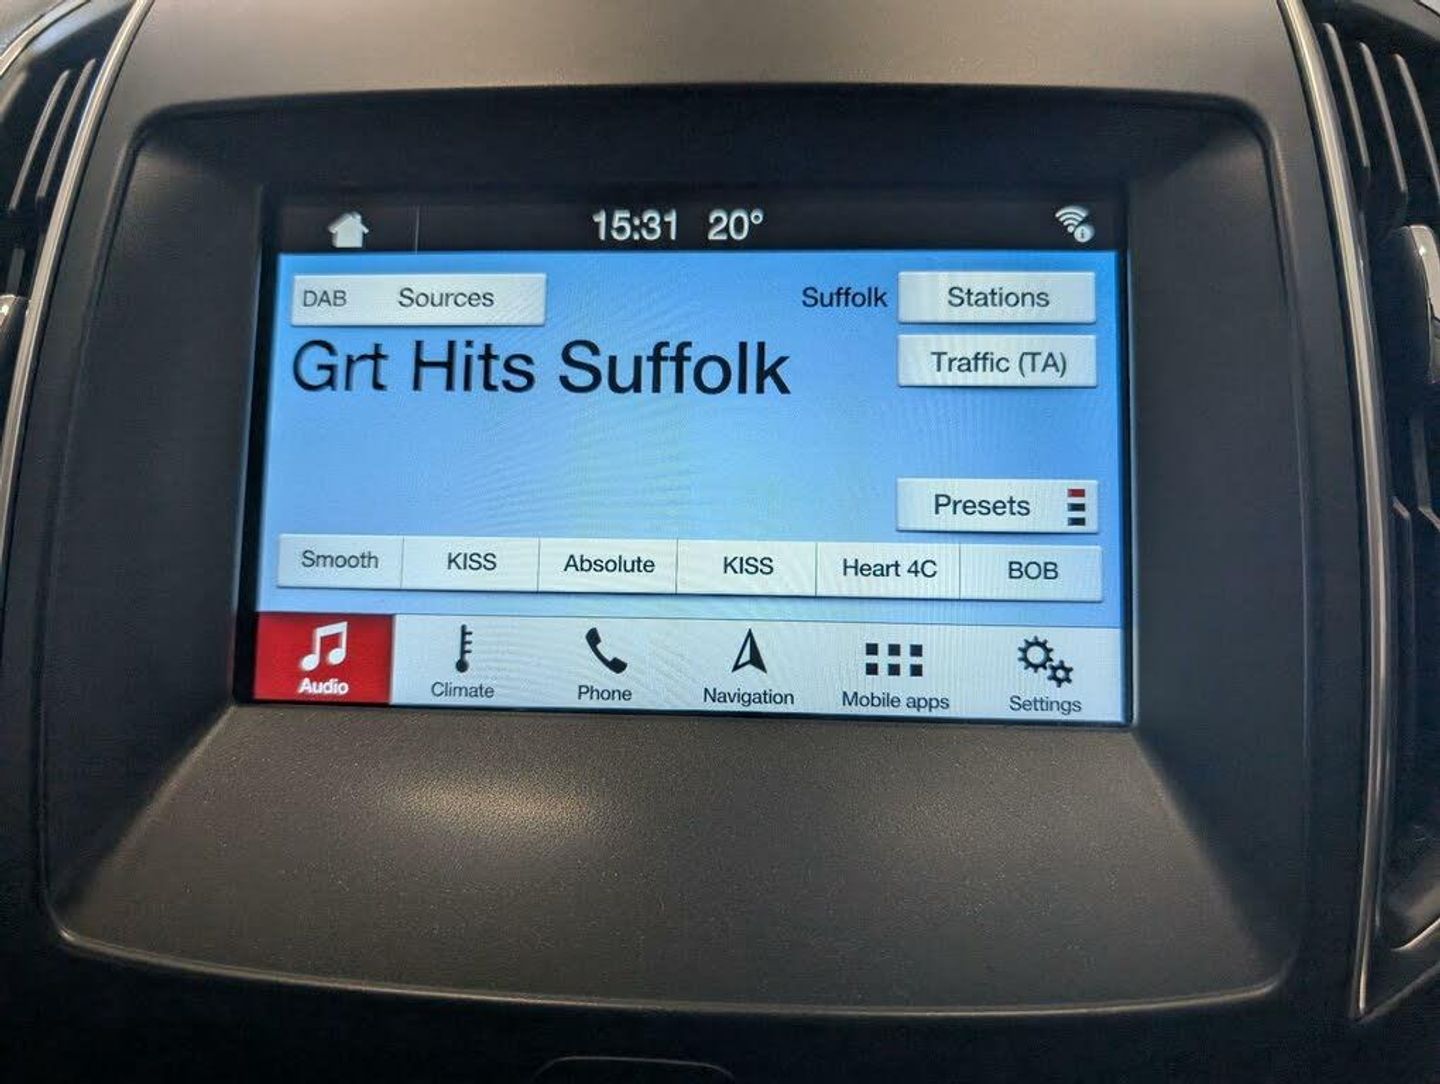 15:31 20°
DAB Sources
Suffolk Stations
Grt Hits Suffolk
Traffic (TA)
Presets
Smooth KISS Absolute KISS Heart 4C BOB
Audio Climate Phone Navigation Mobile apps Settings